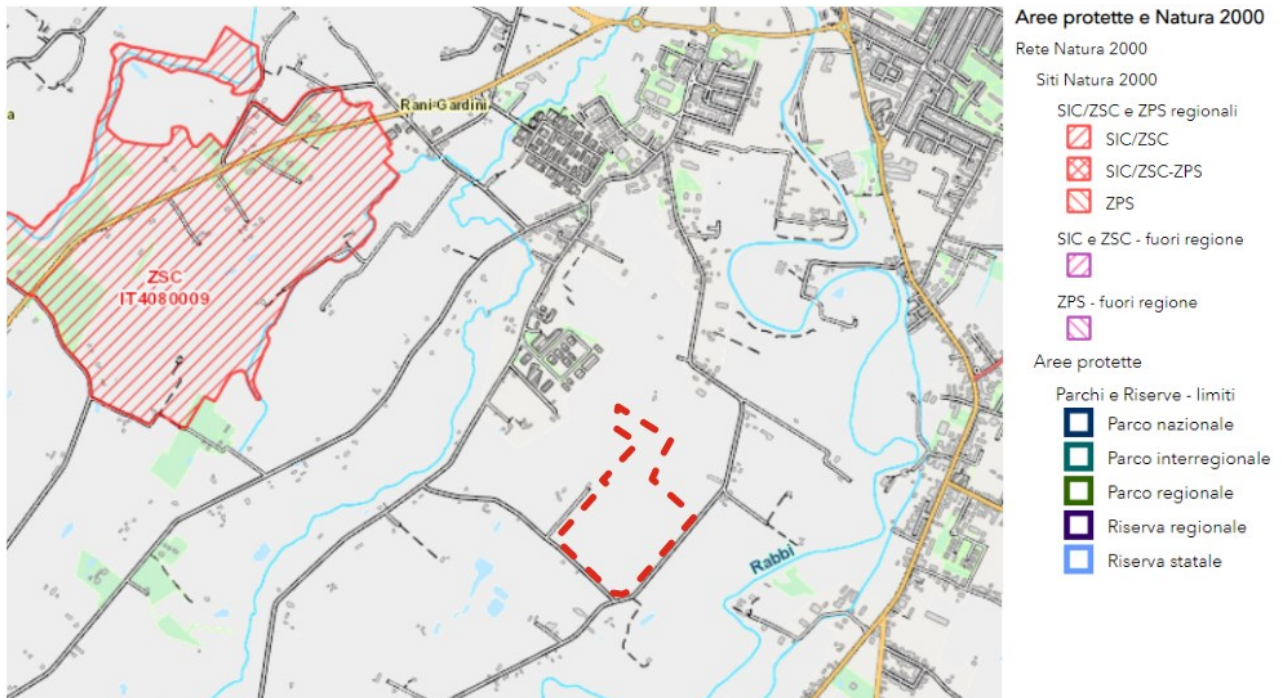 a
Rani Gardini
ZSC
IT4080009
Rabbi
Aree protette e Natura 2000
Rete Natura 2000
Siti Natura 2000
SIC/ZSC e ZPS regionali
SIC/ZSC
SIC/ZSC-ZPS
ZPS
SIC e ZSC - fuori regione
ZPS - fuori regione
Aree protette
Parchi e Riserve - limiti
Parco nazionale
Parco interregionale
Parco regionale
Riserva regionale
Riserva statale